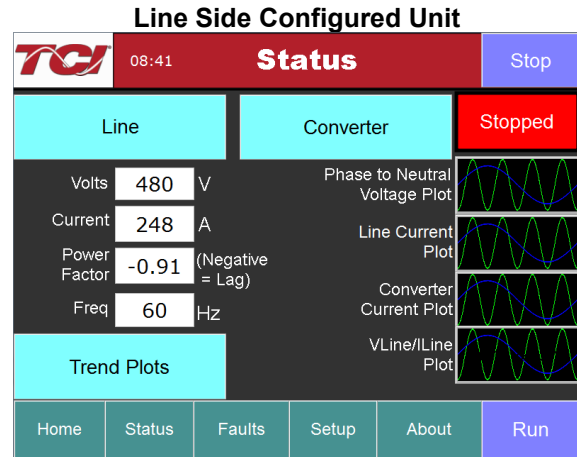 Line Side Configured Unit
TCI
08:41
Status
Stop
Line
Converter
Stopped
Volts 480 V
Current 248 A
Power
Factor -0.91 (Negative
= Lag)
Freq 60 Hz
Trend Plots
Phase to Neutral
Voltage Plot
Line Current
Plot
Converter
Current Plot
VLine/ILine
Plot
Home Status Faults Setup About Run